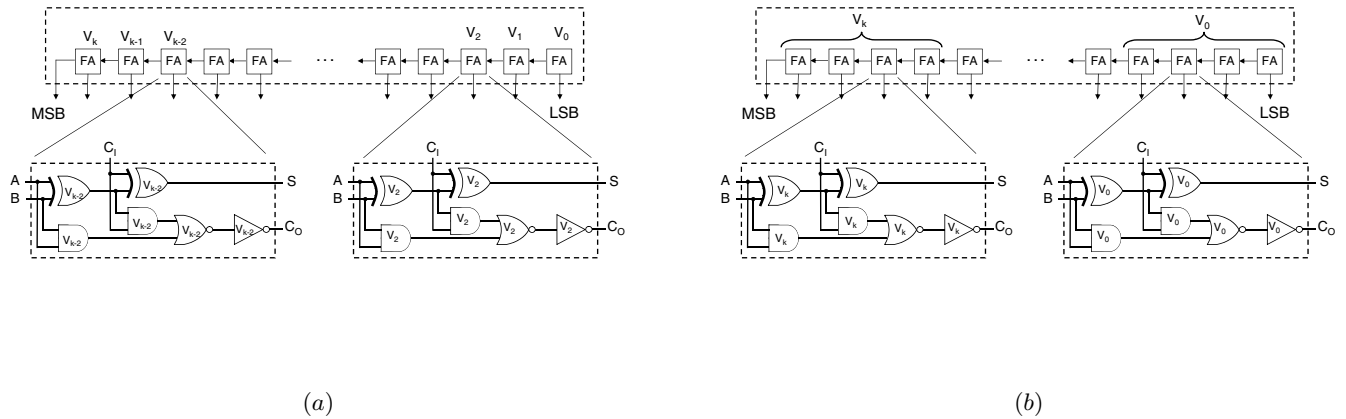 V_k V_{k-1} V_{k-2} V_2 V_1 V_0
FA FA FA FA FA ... FA FA FA FA FA
MSB LSB
C_I C_I
A V_{k-2} V_{k-2} S A V_2 V_2 S
B B
V_{k-2} V_{k-2} V_{k-2} V_{k-2} C_O V_2 V_2 V_2 V_2 C_O
(a)
V_k V_0
FA FA FA FA FA ... FA FA FA FA FA
MSB LSB
C_I C_I
A V_k V_k S A V_0 V_0 S
B B
V_k V_k V_k V_k C_O V_0 V_0 V_0 V_0 C_O
(b)